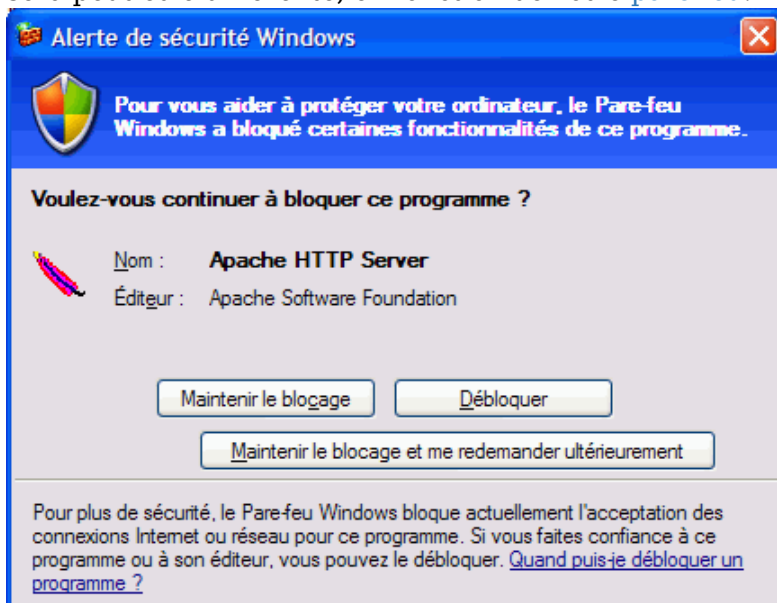 Alerte de sécurité Windows
Pour vous aider à protéger votre ordinateur, le Pare-feu
Windows a bloqué certaines fonctionnalités de ce programme.
Voulez-vous continuer à bloquer ce programme ?
Nom : Apache HTTP Server
Éditeur : Apache Software Foundation
Maintenir le blocage Débloquer
Maintenir le blocage et me redemander ultérieurement
Pour plus de sécurité, le Pare-feu Windows bloque actuellement l'acceptation des
connexions Internet ou réseau pour ce programme. Si vous faites confiance à ce
programme ou à son éditeur, vous pouvez le débloquer. Quand puis-je débloquer un
programme ?